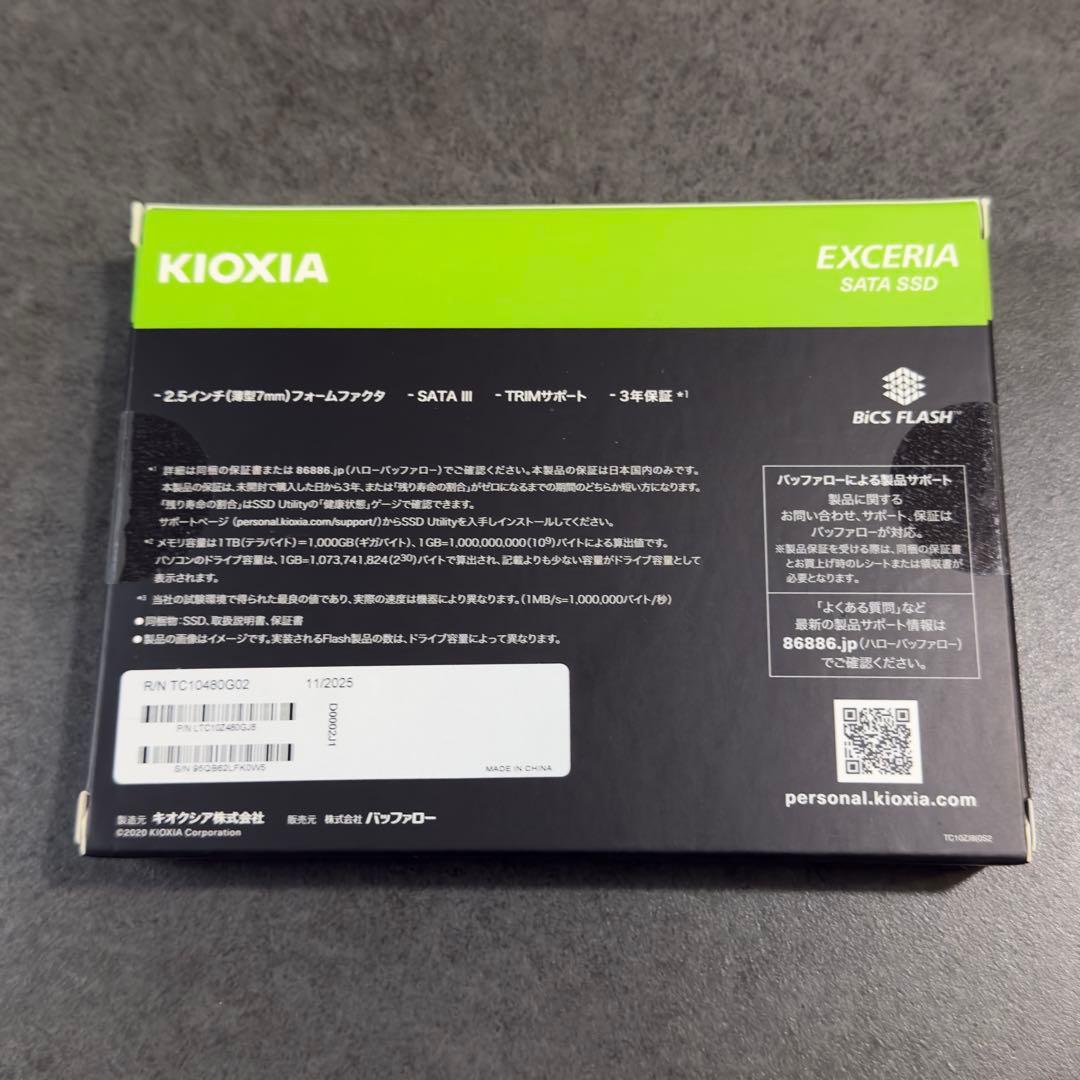 KIOXIA
EXCERIA
SATA SSD
- 2.5インチ(薄型7mm)フォームファクタ - SATA III - TRIMサポート - 3年保証 *1
BiCS FLASH™
*1 詳細は同梱の保証書または 86886.jp(ハローバッファロー)でご確認ください。本製品の保証は日本国内のみです。
本製品の保証は、未開封で購入した日から3年、または「残り寿命の割合」がゼロになるまでの期間のどちらか短い方になります。
「残り寿命の割合」はSSD Utilityの「健康状態」ゲージで確認できます。
サポートページ (personal.kioxia.com/support/)からSSD Utilityを入手しインストールしてください。
*2 メモリ容量は1TB(テラバイト)=1,000GB(ギガバイト)、1GB=1,000,000,000(10⁹)バイトによる算出値です。
パソコンのドライブ容量は、1GB=1,073,741,824(2³⁰)バイトで算出され、記載よりも少ない容量がドライブ容量として
表示されます。
*3 当社の試験環境で得られた最良の値であり、実際の速度は機器により異なります。(1MB/s=1,000,000バイト/秒)
●同梱物:SSD、取扱説明書、保証書
●製品の画像はイメージです。実装されるFlash製品の数は、ドライブ容量によって異なります。
バッファローによる製品サポート
製品に関する
お問い合わせ、サポート、保証は
バッファローが対応。
※製品保証を受ける際は、同梱の保証書
とお買上げ時のレシートまたは領収書が
必要となります。
「よくある質問」など
最新の製品サポート情報は
86886.jp(ハローバッファロー)
でご確認ください。
R/N TC10480G02 11/2025
P/N LTC10Z480GJ8
D0002J1
S/N 95QB62LFK0W5
MADE IN CHINA
personal.kioxia.com
製造元 キオクシア株式会社 販売元 株式会社 バッファロー
©2020 KIOXIA Corporation
TC10ZJ8(0S2